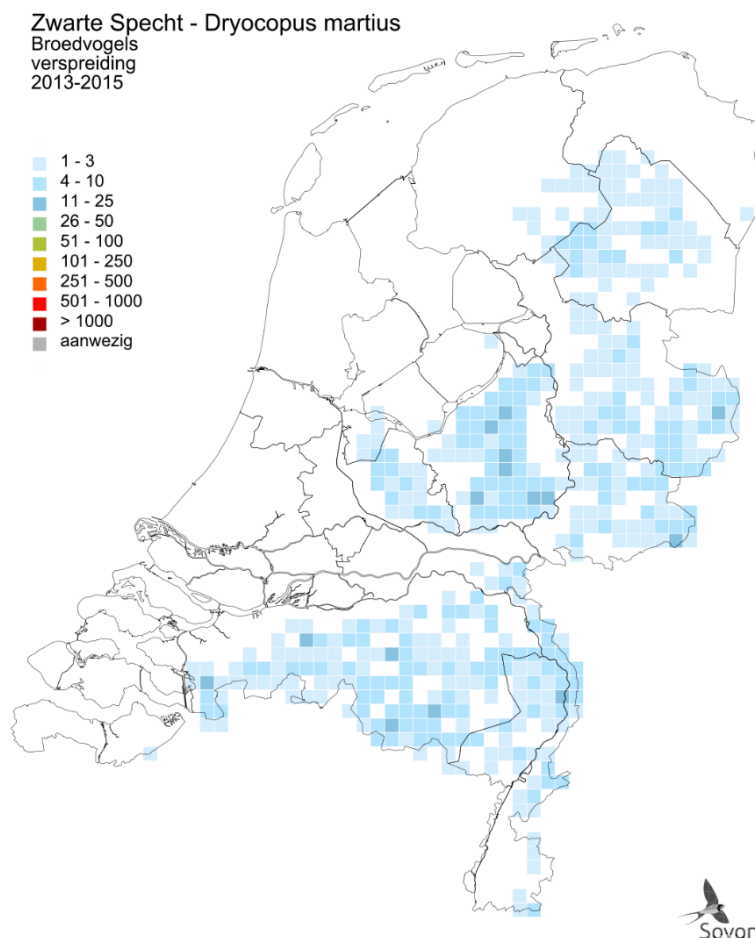 Zwarte Specht - Dryocopus martius
Broedvogels
verspreiding
2013-2015
1 - 3
4 - 10
11 - 25
26 - 50
51 - 100
101 - 250
251 - 500
501 - 1000
> 1000
aanwezig
Sovon